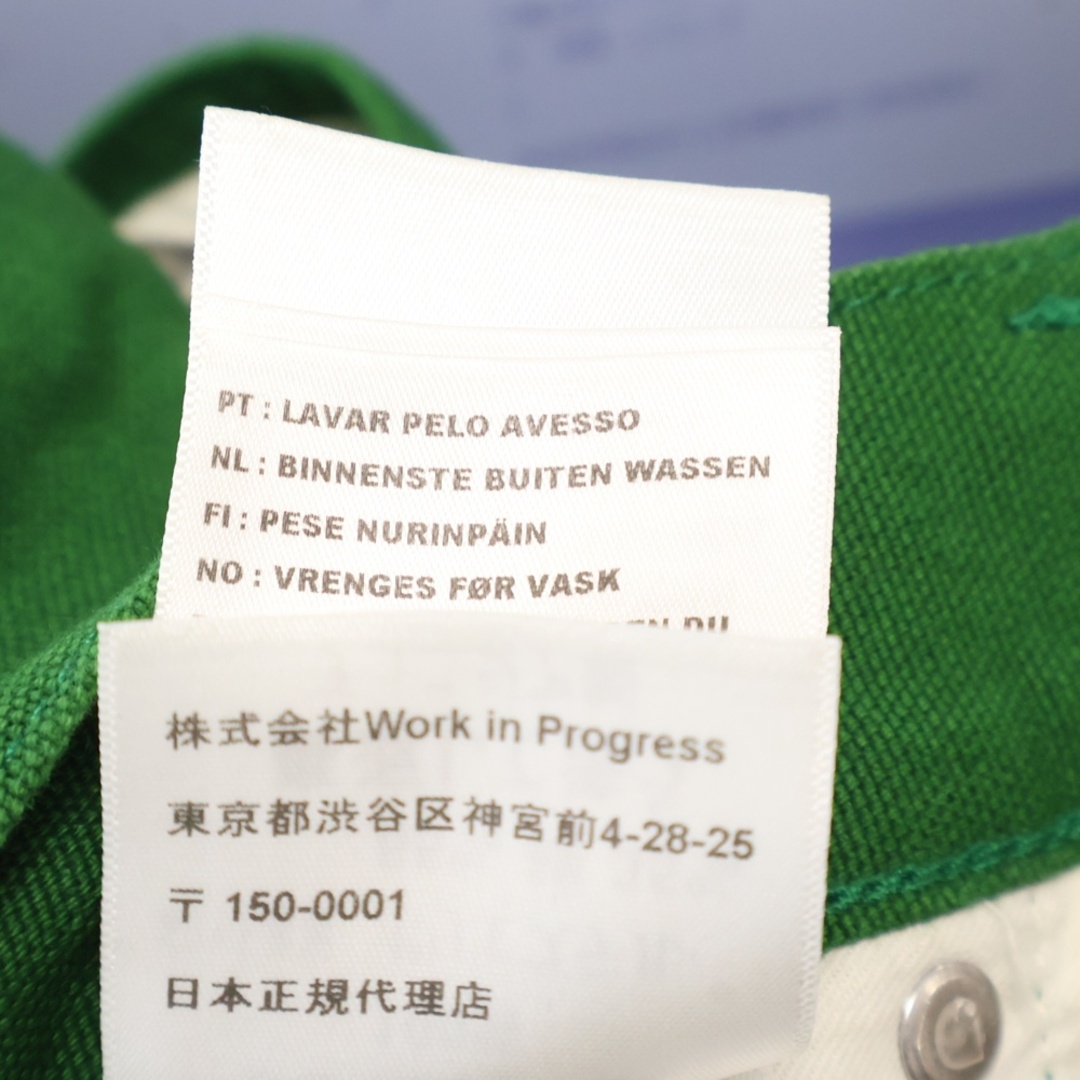 PT : LAVAR PELO AVESSO
NL : BINNENSTE BUITEN WASSEN
FI : PESE NURINPÄIN
NO : VRENGES FØR VASK
DU
株式会社Work in Progress
東京都渋谷区神宮前4-28-25
〒 150-0001
日本正規代理店